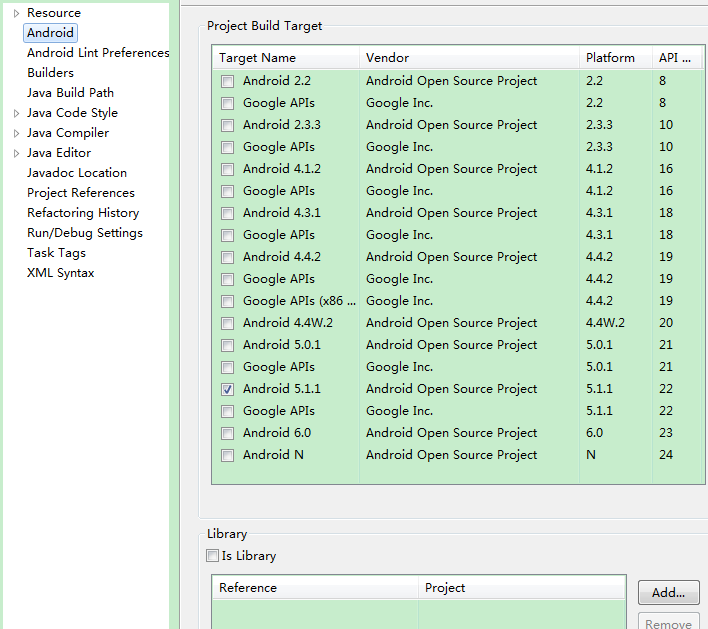 Resource
Android
Android Lint Preferences
Builders
Java Build Path
Java Code Style
Java Compiler
Java Editor
Javadoc Location
Project References
Refactoring History
Run/Debug Settings
Task Tags
XML Syntax
Project Build Target
Target Name Vendor Platform API ...
Android 2.2 Android Open Source Project 2.2 8
Google APIs Google Inc. 2.2 8
Android 2.3.3 Android Open Source Project 2.3.3 10
Google APIs Google Inc. 2.3.3 10
Android 4.1.2 Android Open Source Project 4.1.2 16
Google APIs Google Inc. 4.1.2 16
Android 4.3.1 Android Open Source Project 4.3.1 18
Google APIs Google Inc. 4.3.1 18
Android 4.4.2 Android Open Source Project 4.4.2 19
Google APIs Google Inc. 4.4.2 19
Google APIs (x86 ... Google Inc. 4.4.2 19
Android 4.4W.2 Android Open Source Project 4.4W.2 20
Android 5.0.1 Android Open Source Project 5.0.1 21
Google APIs Google Inc. 5.0.1 21
Android 5.1.1 Android Open Source Project 5.1.1 22
Google APIs Google Inc. 5.1.1 22
Android 6.0 Android Open Source Project 6.0 23
Android N Android Open Source Project N 24
Library
Is Library
Reference Project
Add...
Remove